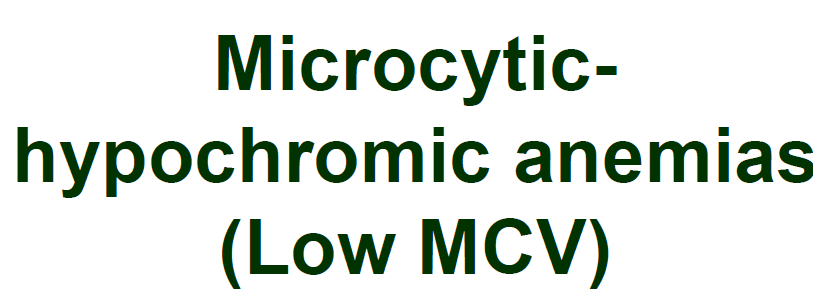 Microcytic-
hypochromic anemias
(Low MCV)